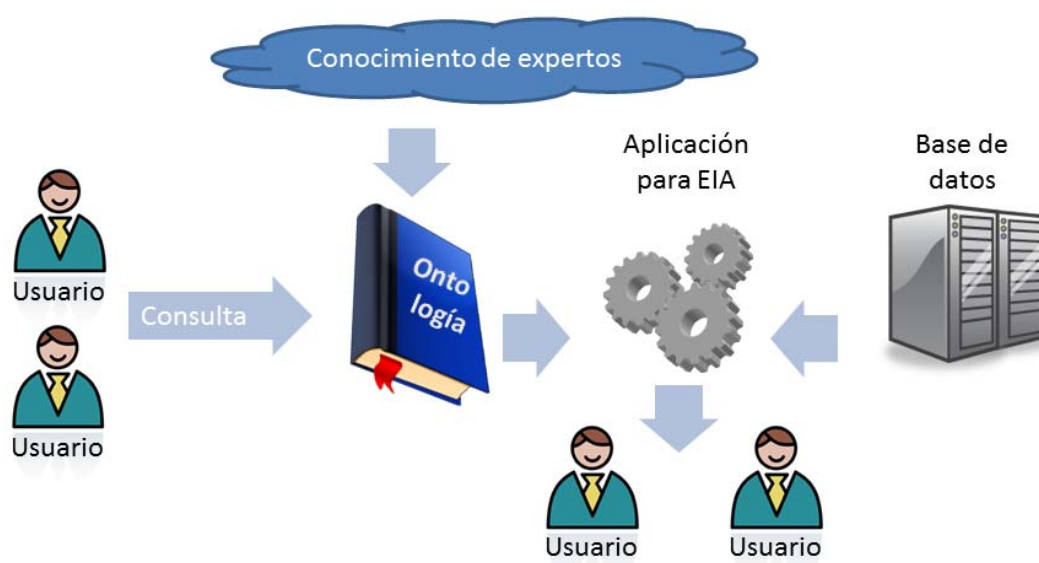 Conocimiento de expertos
Aplicación
para EIA
Base de
datos
Usuario
Consulta
Onto
logía
Usuario
Usuario
Usuario